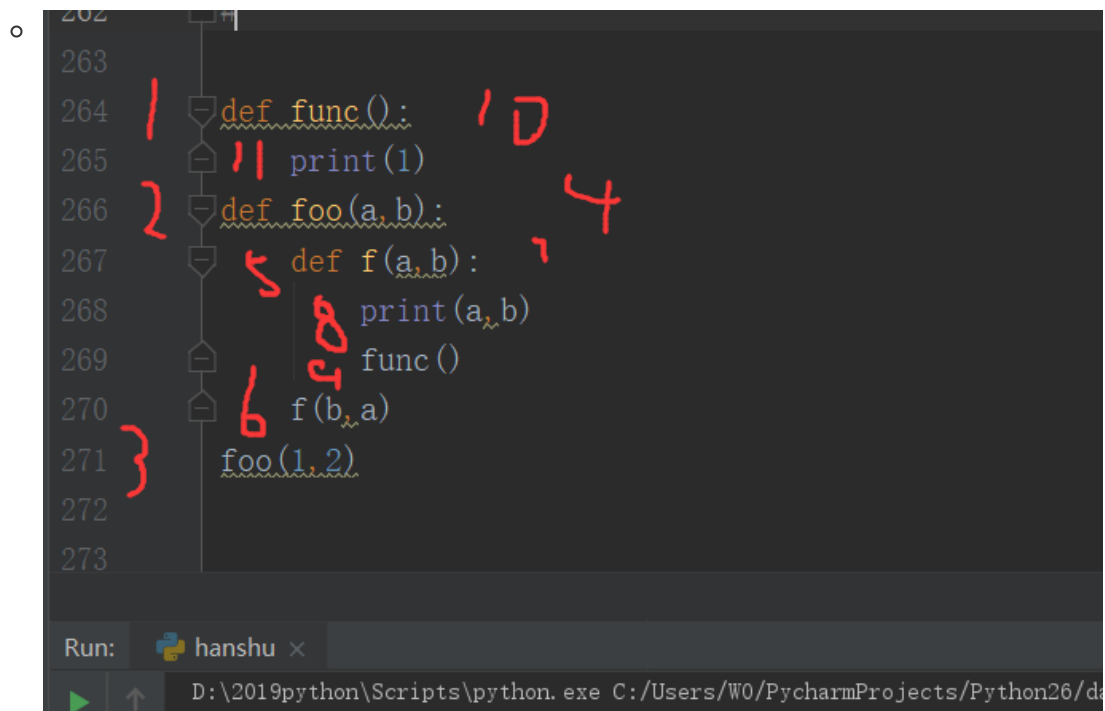 262 #
263
264 1 def func(): 10
265 11 print(1)
266 2 def foo(a,b): 4
267 5 def f(a,b): 7
268 8 print(a,b)
269 9 func()
270 6 f(b,a)
271 3 foo(1,2)
272
273
Run: hanshu ×
D:\2019python\Scripts\python.exe C:/Users/WO/PycharmProjects/Python26/da